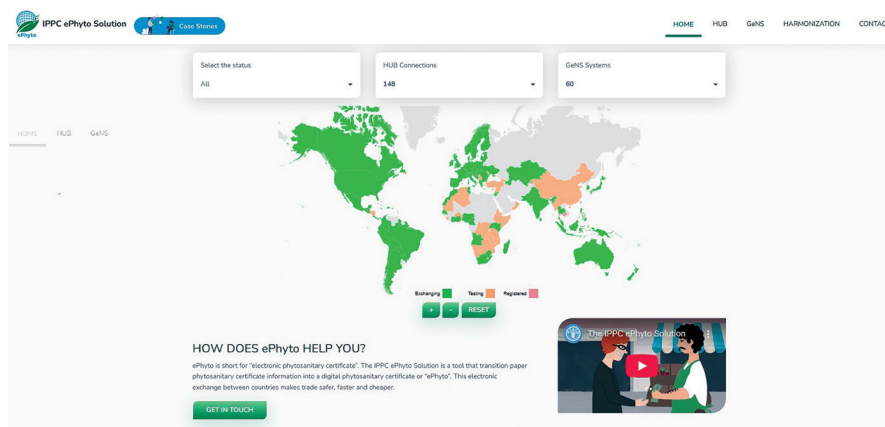 IPPC ePhyto Solution
ePhyto
Case Stories
HOME HUB GeNS HARMONIZATION CONTAC
Select the status
All
HUB Connections
148
GeNS Systems
60
HOME HUB GeNS
Exchanging Testing Registered
+ - RESET
HOW DOES ePhyto HELP YOU?
ePhyto is short for "electronic phytosanitary certificate". The IPPC ePhyto Solution is a tool that transition paper
phytosanitary certificate information into a digital phytosanitary certificate or "ePhyto". This electronic
exchange between countries makes trade safer, faster and cheaper.
GET IN TOUCH
The IPPC ePhyto Solution